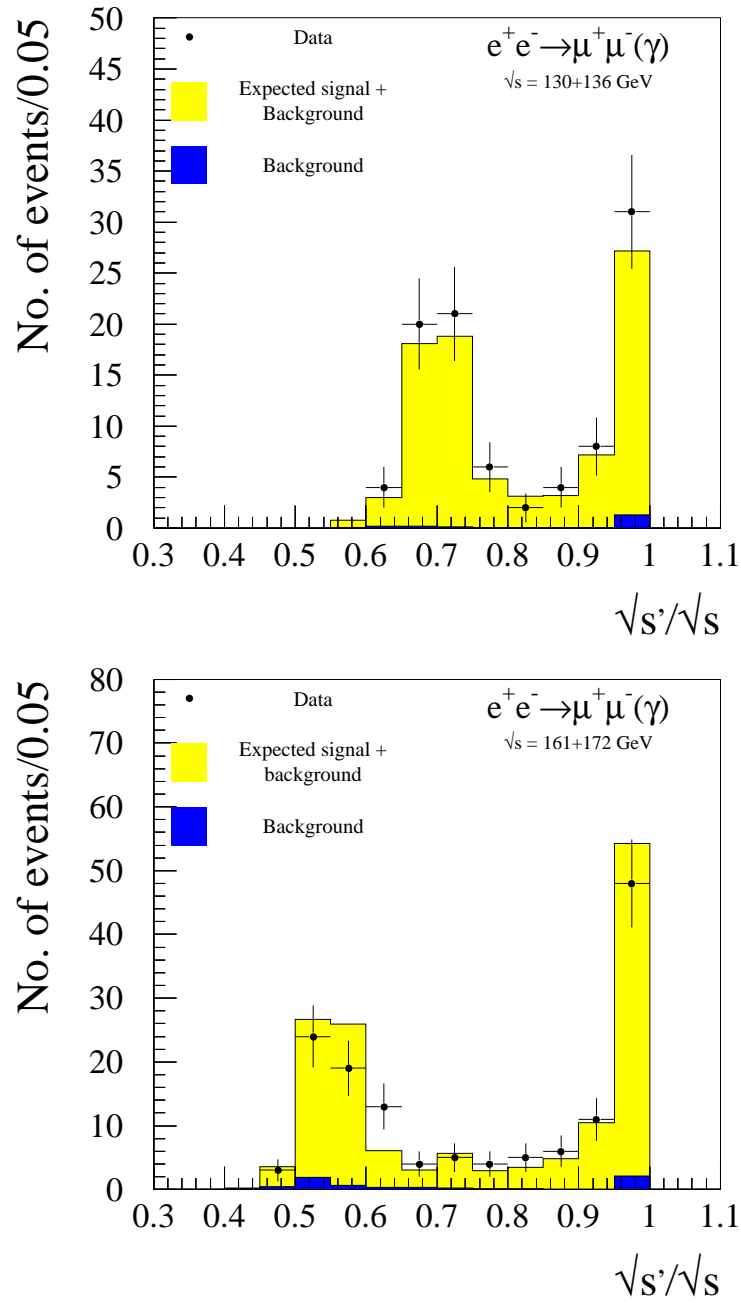 No. of events/0.05
50
45
40
35
30
25
20
15
10
5
0
Data
Expected signal +
Background
Background
e⁺e⁻→μ⁺μ⁻(γ)
√s = 130+136 GeV
0.3 0.4 0.5 0.6 0.7 0.8 0.9 1 1.1
√s’/√s
No. of events/0.05
80
70
60
50
40
30
20
10
0
Data
Expected signal +
background
Background
e⁺e⁻→μ⁺μ⁻(γ)
√s = 161+172 GeV
0.3 0.4 0.5 0.6 0.7 0.8 0.9 1 1.1
√s’/√s